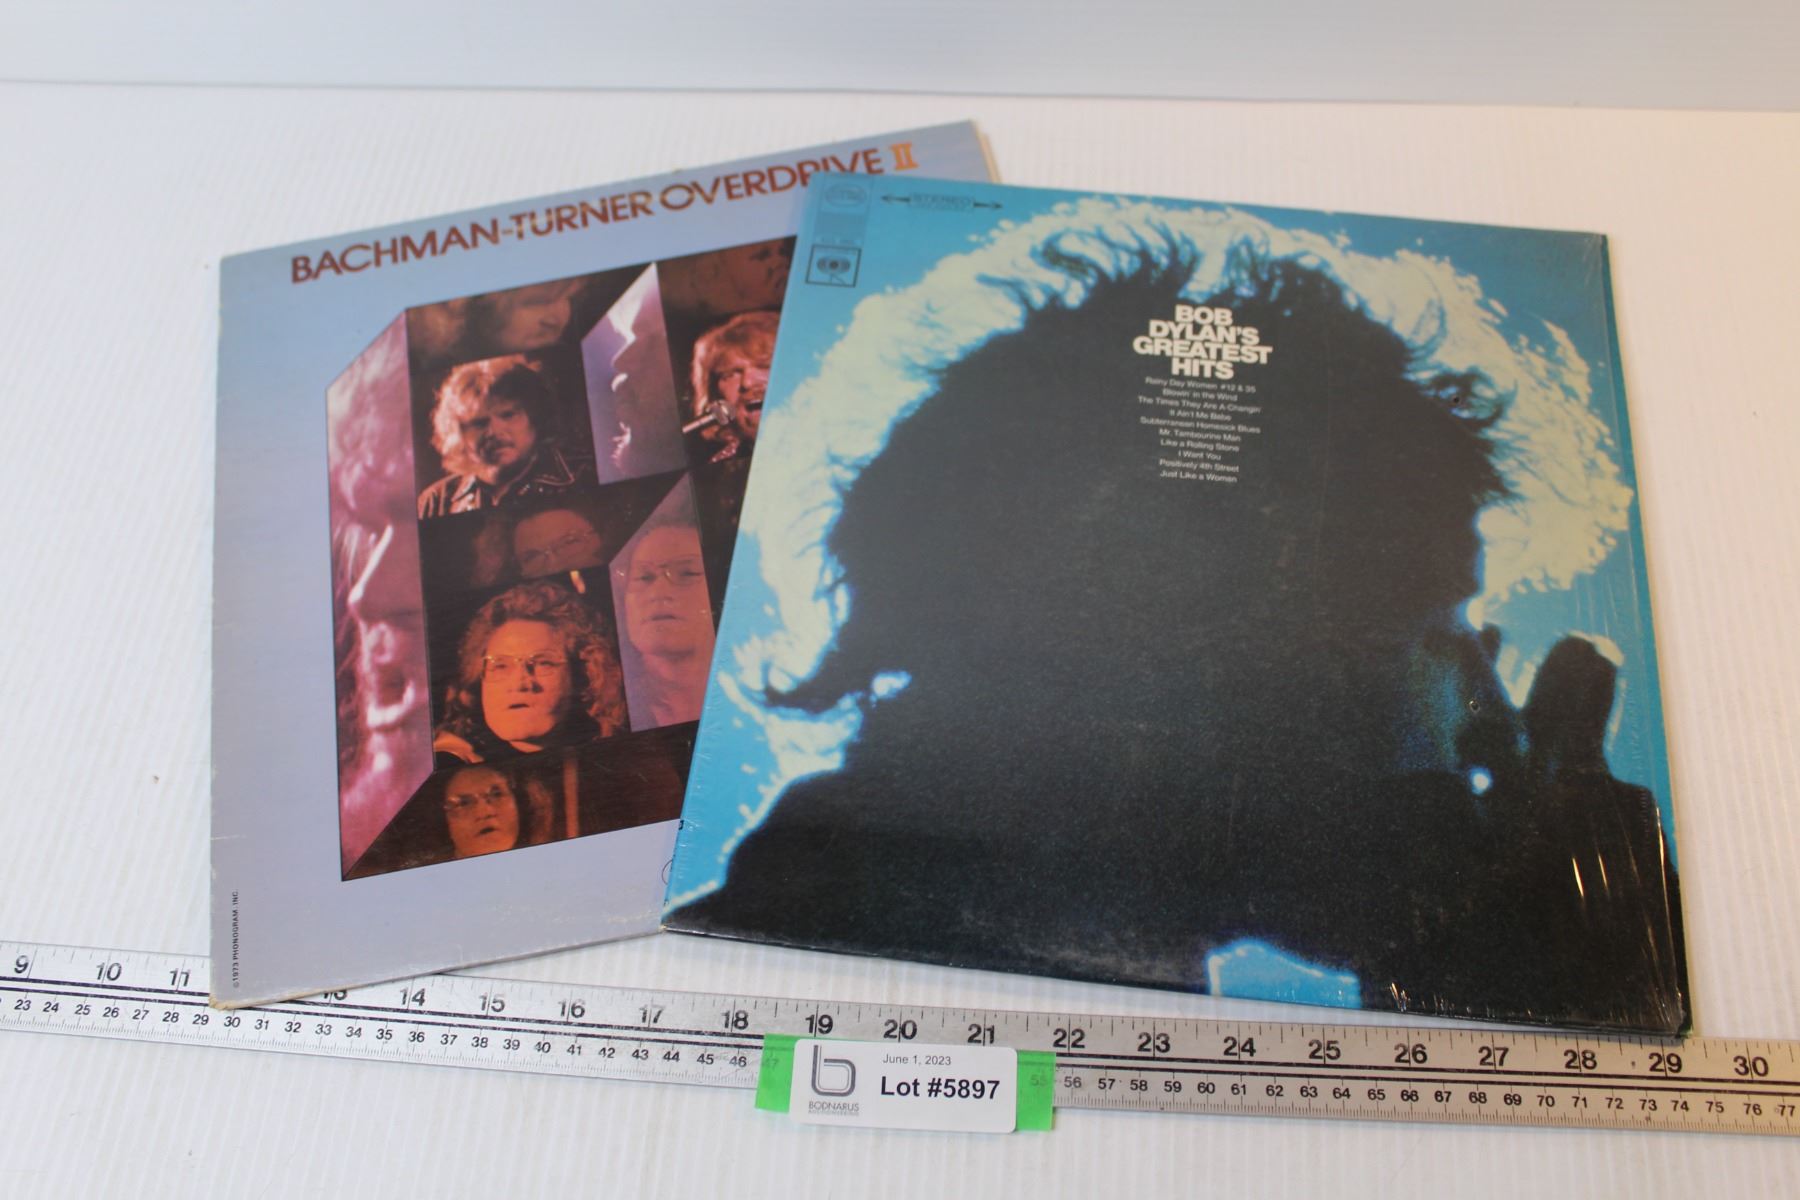 BACHMAN-TURNER OVERDRIVE II
©1973 PHONOGRAM, INC.
STEREO
BOB
DYLAN'S
GREATEST
HITS
Rainy Day Women #12 & 35
Blowin' in the Wind
The Times They Are A-Changin'
It Ain't Me Babe
Subterranean Homesick Blues
Mr. Tambourine Man
Like a Rolling Stone
I Want You
Positively 4th Street
Just Like a Woman
9 10 11 13 14 15 16 17 18 19 20 21 22 23 24 25 26 27 28 29 30
23 24 25 26 27 28 29 30 31 32 33 34 35 36 37 38 39 40 41 42 43 44 45 46 47 55 56 57 58 59 60 61 62 63 64 65 66 67 68 69 70 71 72 73 74 75 76 77
June 1, 2023
Lot #5897
BODNARUS
AUCTIONEERING